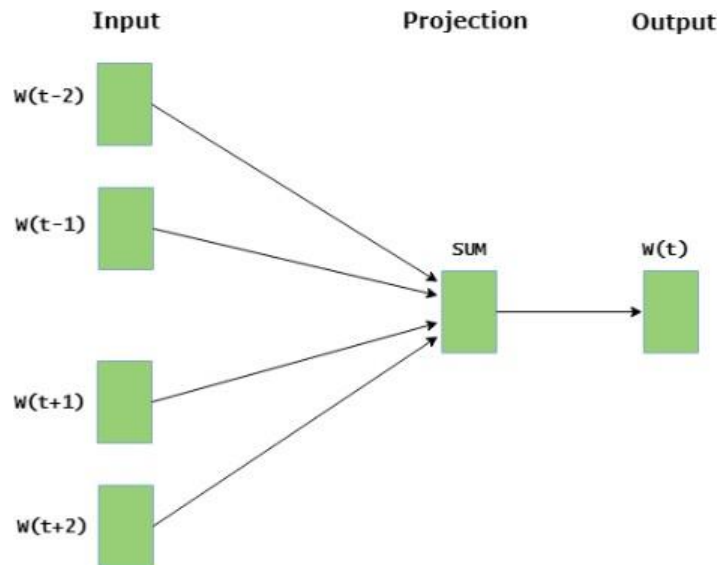 Input Projection Output
W(t-2)
W(t-1)
SUM W(t)
W(t+1)
W(t+2)